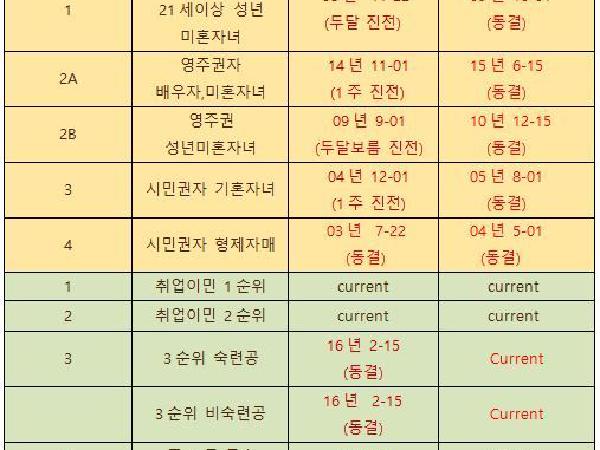 1
21세이상 성년
미혼자녀
(두달 진전)
(동결)
2A
영주권자
배우자,미혼자녀
14 년 11-01
(1 주 진전)
15 년 6-15
(동결)
2B
영주권
성년미혼자녀
09 년 9-01
(두달보름 진전)
10 년 12-15
(동결)
3
시민권자 기혼자녀
04 년 12-01
(1 주 진전)
05 년 8-01
(동결)
4
시민권자 형제자매
03 년 7-22
(동결)
04 년 5-01
(동결)
1
취업이민 1 순위
current
current
2
취업이민 2 순위
current
current
3
3 순위 숙련공
16 년 2-15
(동결)
Current
3 순위 비숙련공
16 년 2-15
(동결)
Current